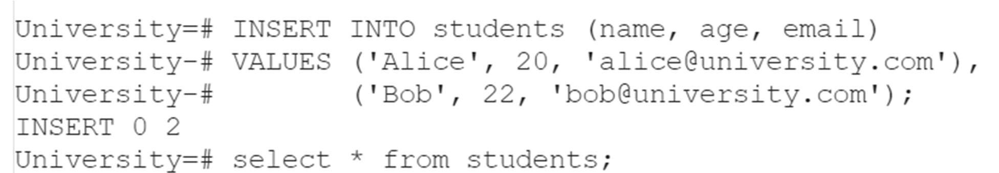 University=# INSERT INTO students (name, age, email)
University-# VALUES ('Alice', 20, 'alice@university.com'),
University-#        ('Bob', 22, 'bob@university.com');
INSERT 0 2
University=# select * from students;